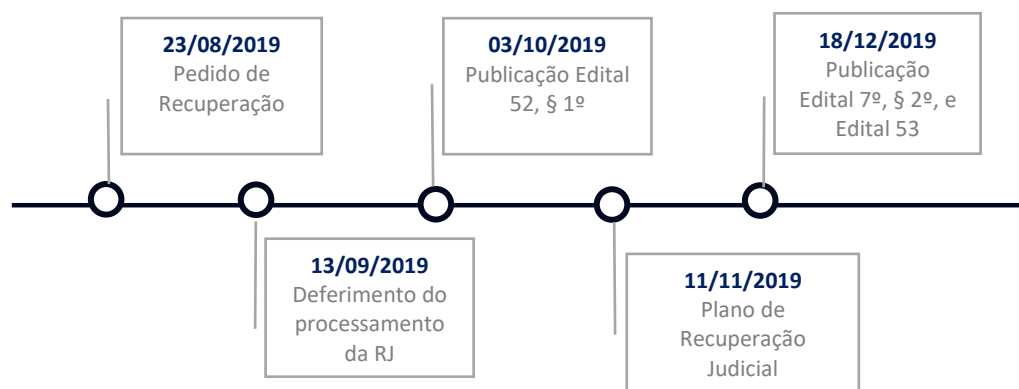 23/08/2019
Pedido de
Recuperação
03/10/2019
Publicação Edital
52, § 1º
18/12/2019
Publicação
Edital 7º, § 2º, e
Edital 53
13/09/2019
Deferimento do
processamento
da RJ
11/11/2019
Plano de
Recuperação
Judicial